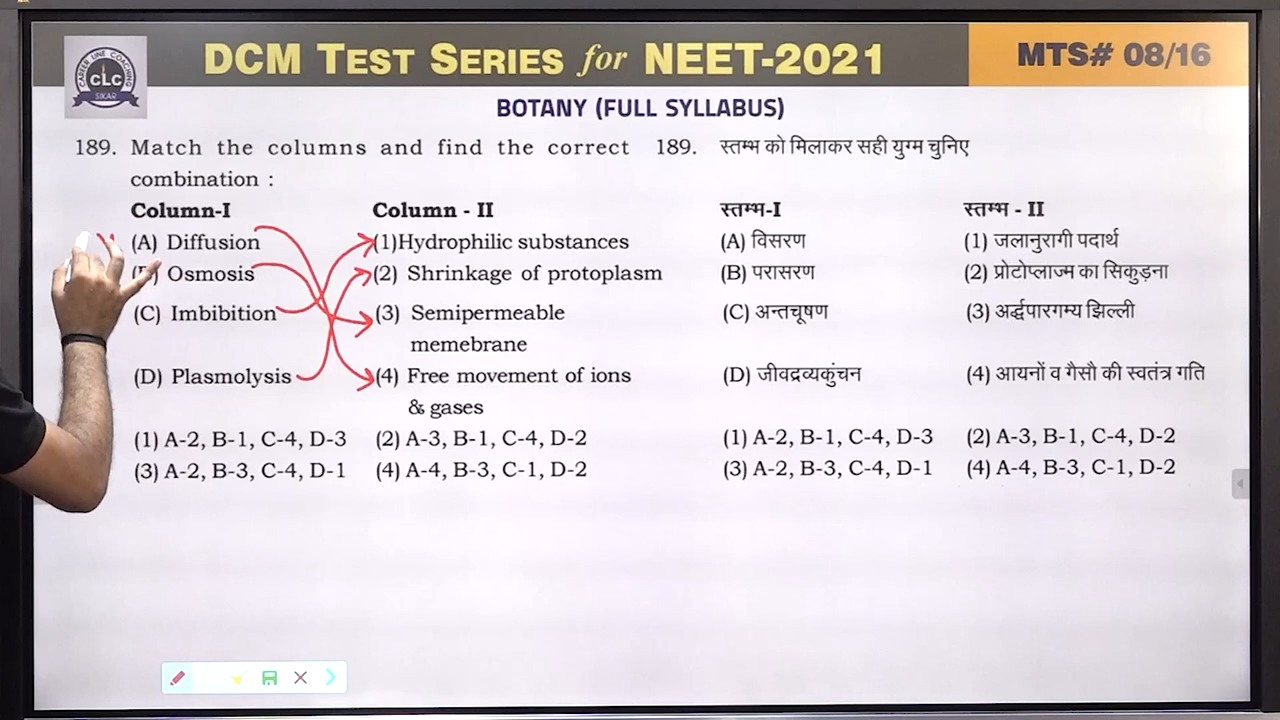 DCM TEST SERIES for NEET-2021
MTS# 08/16
CAREER LINE COACHING
CLC
SIKAR
BOTANY (FULL SYLLABUS)
189. Match the columns and find the correct
combination :
Column-I Column - II
(A) Diffusion (1)Hydrophilic substances
Osmosis (2) Shrinkage of protoplasm
(C) Imbibition (3) Semipermeable
memebrane
(D) Plasmolysis (4) Free movement of ions
& gases
(1) A-2, B-1, C-4, D-3 (2) A-3, B-1, C-4, D-2
(3) A-2, B-3, C-4, D-1 (4) A-4, B-3, C-1, D-2
189. स्तम्भ को मिलाकर सही युग्म चुनिए
स्तम्भ-I स्तम्भ - II
(A) विसरण (1) जलानुरागी पदार्थ
(B) परासरण (2) प्रोटोप्लाज्म का सिकुड़ना
(C) अन्तचूषण (3) अर्द्धपारगम्य झिल्ली
(D) जीवद्रव्यकुंचन (4) आयनों व गैसौ की स्वतंत्र गति
(1) A-2, B-1, C-4, D-3 (2) A-3, B-1, C-4, D-2
(3) A-2, B-3, C-4, D-1 (4) A-4, B-3, C-1, D-2